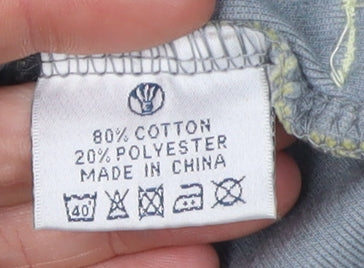 80% COTTON
20% POLYESTER
MADE IN CHINA
40